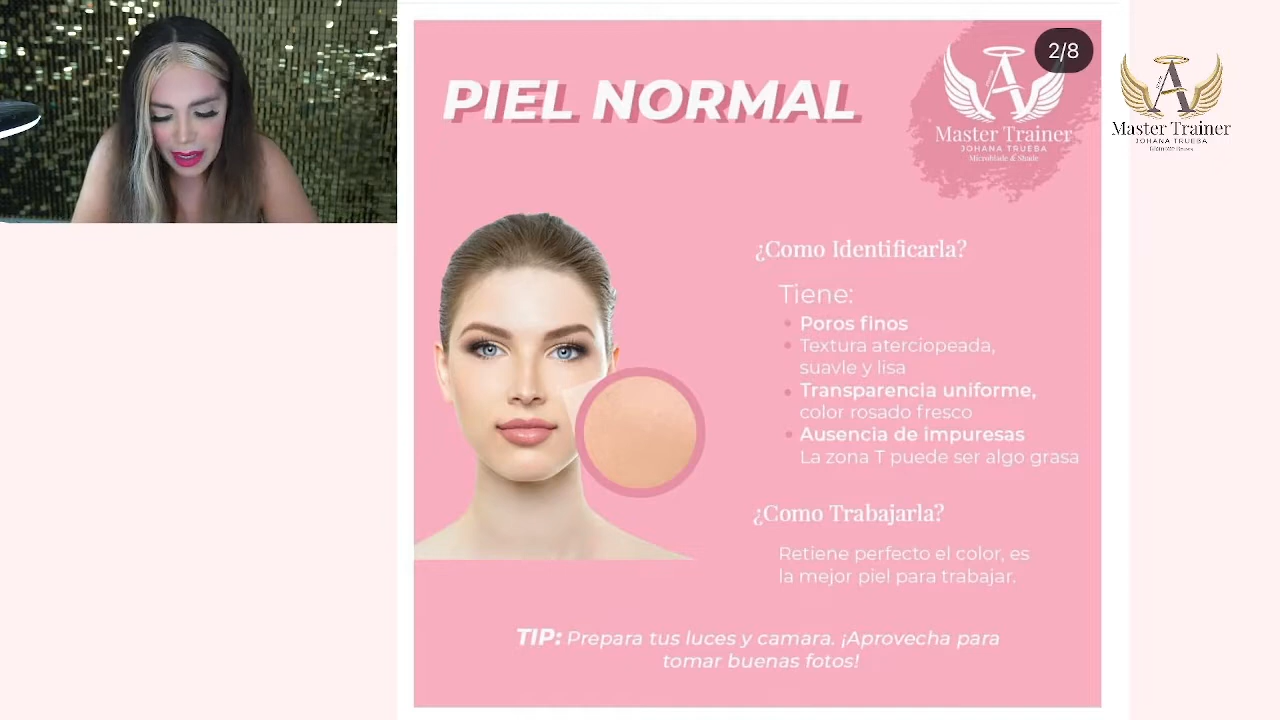 PIEL NORMAL
2/8
A
Master Trainer
JOHANA TRUEBA
Microblade & Shade
A
Master Trainer
JOHANA TRUEBA
¿Como Identificarla?
Tiene:
• Poros finos
• Textura aterciopeada,
suavle y lisa
• Transparencia uniforme,
color rosado fresco
• Ausencia de impuresas
La zona T puede ser algo grasa
¿Como Trabajarla?
Retiene perfecto el color, es
la mejor piel para trabajar.
TIP: Prepara tus luces y camara. ¡Aprovecha para
tomar buenas fotos!